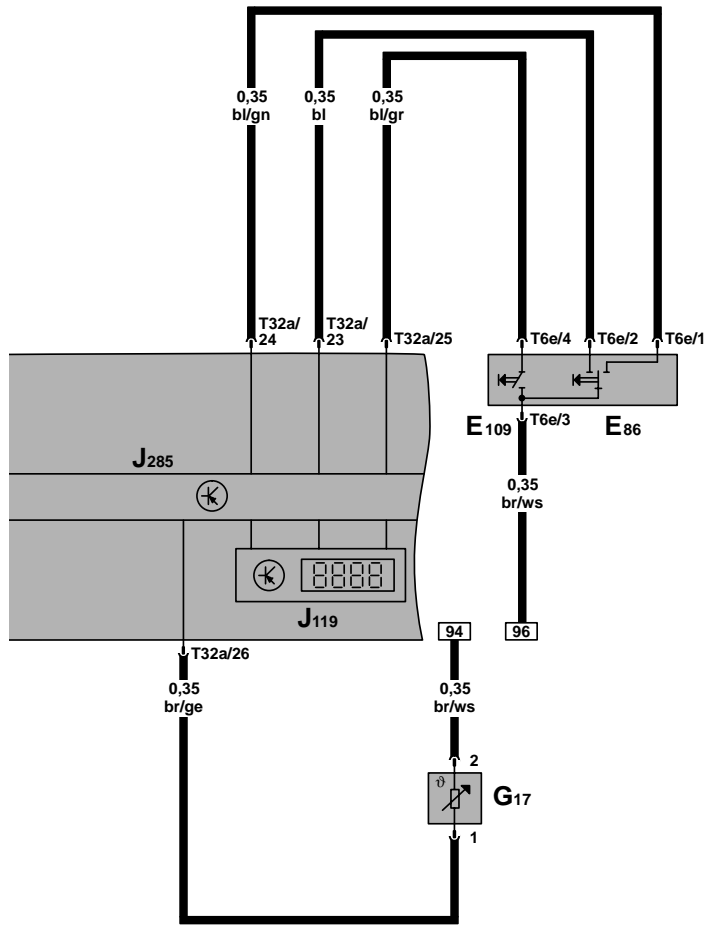 0,35
bl/gn
0,35
bl
0,35
bl/gr
T32a/
24
T32a/
23
T32a/25
T6e/4
T6e/2
T6e/1
E109
T6e/3
E86
J285
0,35
br/ws
8888
J119
94
96
T32a/26
0,35
br/ge
0,35
br/ws
2
ϑ
G17
1